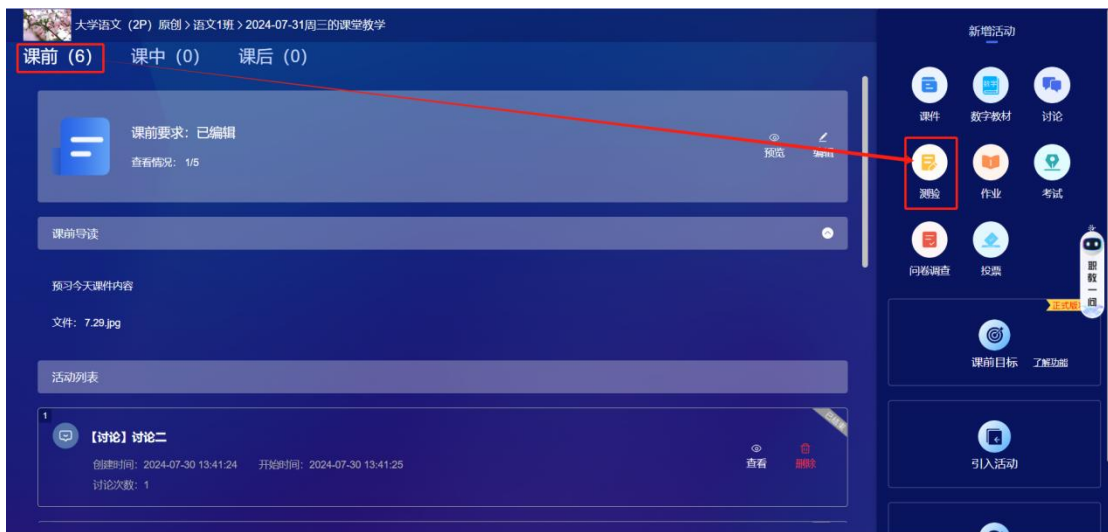 大学语文（2P）原创 > 语文1班 > 2024-07-31周三的课堂教学
课前（6） 课中（0） 课后（0）
课前要求：已编辑
查看情况：1/5
预览 编辑
课前导读
预习今天课件内容
文件：7.29.jpg
活动列表
1
【讨论】讨论二
创建时间：2024-07-30 13:41:24 开始时间：2024-07-30 13:41:25
讨论次数：1
查看 删除
已结束
新增活动
课件 数字教材 讨论
测验 作业 考试
问卷调查 投票
职教一问
正式版
课前目标 了解功能
引入活动